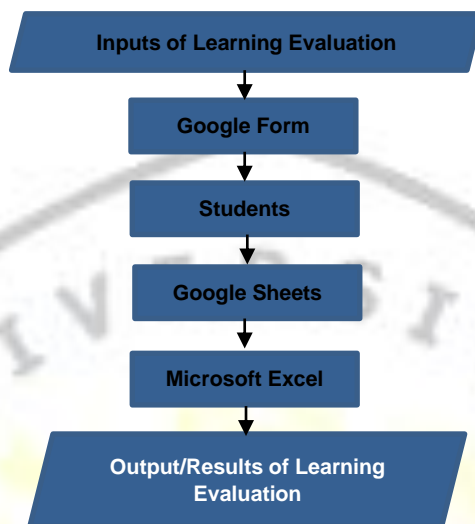 Inputs of Learning Evaluation
Google Form
Students
Google Sheets
Microsoft Excel
Output/Results of Learning
Evaluation